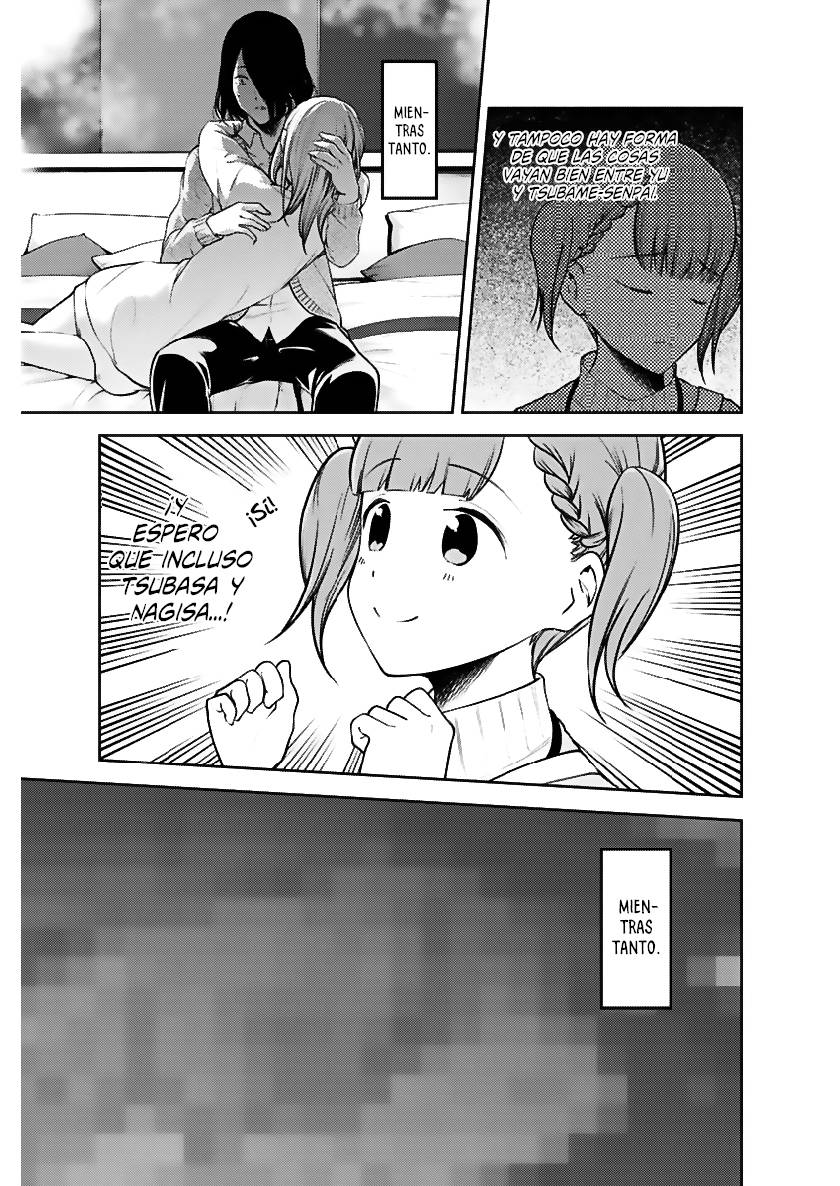 Y TAMPOCO HAY FORMA
DE QUE LAS COSAS
VAYAN BIEN ENTRE YU
Y TSUBAME-SENPAI.
MIEN-
TRAS
TANTO.
¡SÍ!
¡Y
ESPERO
QUE INCLUSO
TSUBASA Y
NAGISA...!
MIEN-
TRAS
TANTO.